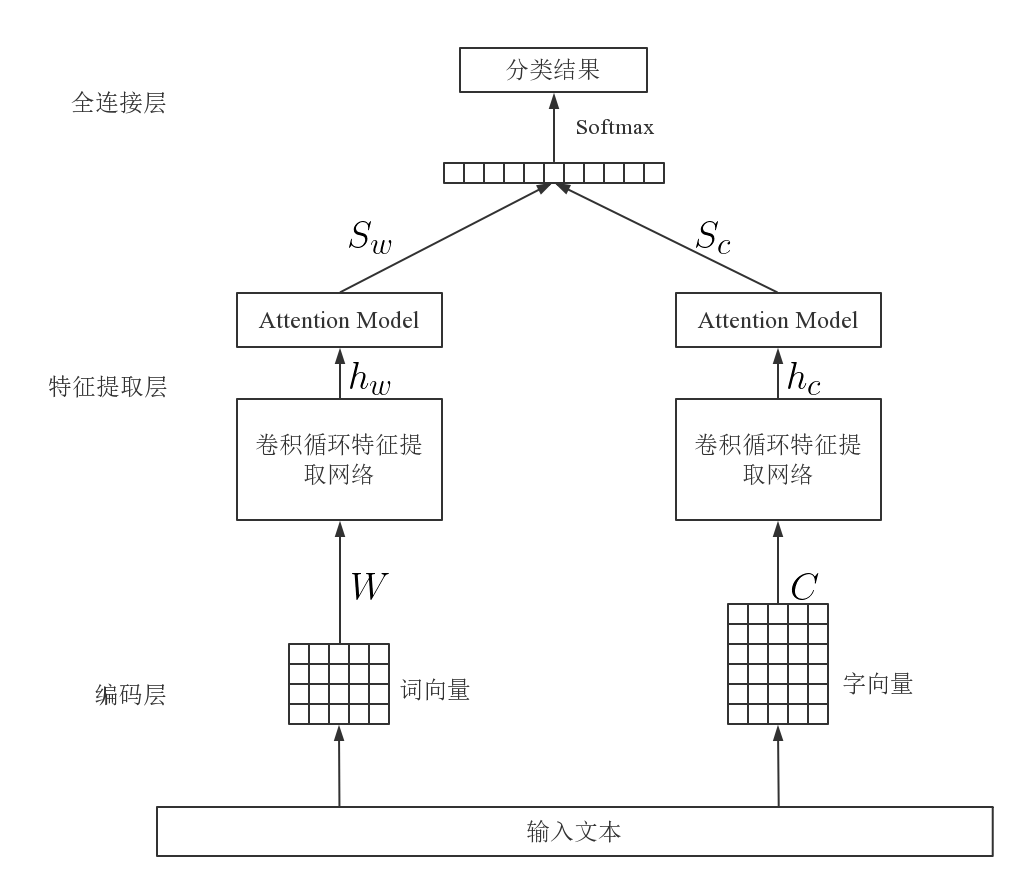 分类结果
全连接层
Softmax
S_w
S_c
Attention Model
Attention Model
h_w
h_c
特征提取层
卷积循环特征提
取网络
卷积循环特征提
取网络
W
C
编码层
词向量
字向量
输入文本